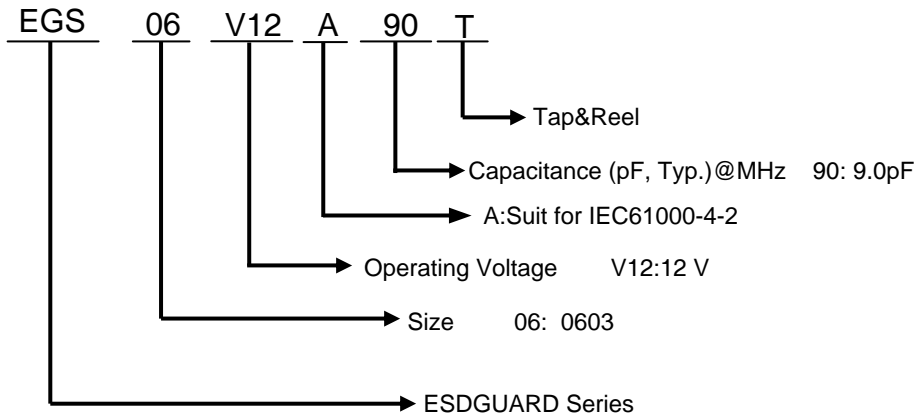 EGS 06 V12 A 90 T
Tap&Reel
Capacitance (pF, Typ.)@MHz 90: 9.0pF
A:Suit for IEC61000-4-2
Operating Voltage V12:12 V
Size 06: 0603
ESDGUARD Series